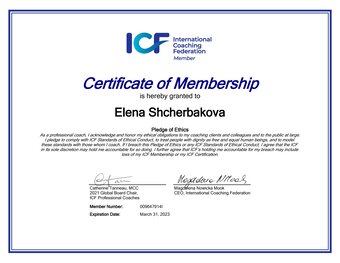 ICF International
Coaching
Federation
Member
Certificate of Membership
is hereby granted to
Elena Shcherbakova
Pledge of Ethics
As a professional coach, I acknowledge and honor my ethical obligations to my coaching clients and colleagues and to the public at large.
I pledge to comply with ICF Standards of Ethical Conduct, to treat people with dignity as free and equal human beings, and to model
these standards with those whom I coach. If I breach this Pledge of Ethics or any ICF Standards of Ethical Conduct, I agree that the ICF
in its sole discretion may hold me accountable for so doing. I further agree that ICF's holding me accountable for my breach may include
loss of my ICF Membership or my ICF Certification.
Catherine Tanneau, MCC
2021 Global Board Chair,
ICF Professional Coaches
Magdalena Nowicka Mook
CEO, International Coaching Federation
Member Number: 009647914I
Expiration Date: March 31, 2023